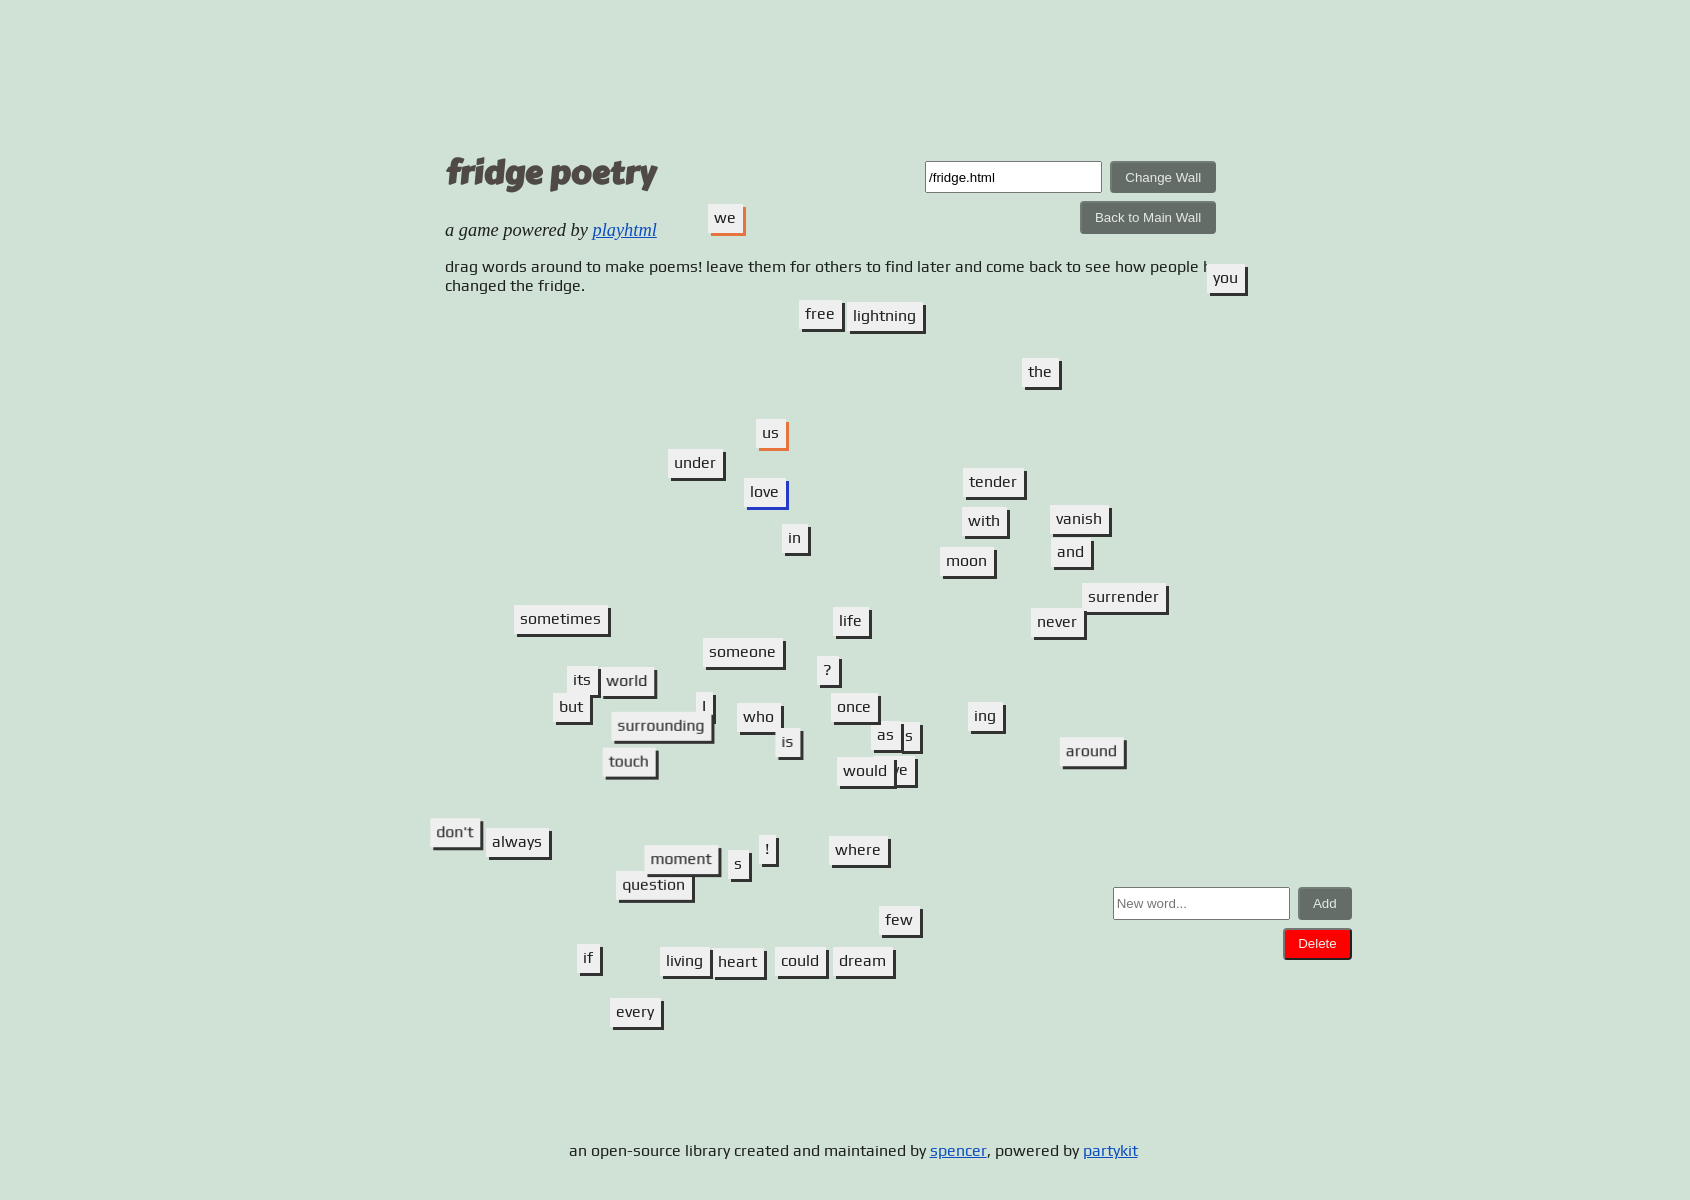 fridge poetry
/fridge.html
Change Wall
Back to Main Wall
we
a game powered by playhtml
drag words around to make poems! leave them for others to find later and come back to see how people
changed the fridge.
you
free
lightning
the
us
under
love
tender
with
vanish
in
and
moon
surrender
sometimes
life
never
someone
?
its
world
but
I
once
who
ing
surrounding
as
s
is
around
touch
would
don't
always
!
where
moment
s
question
New word...
Add
few
Delete
if
living
heart
could
dream
every
an open-source library created and maintained by spencer, powered by partykit